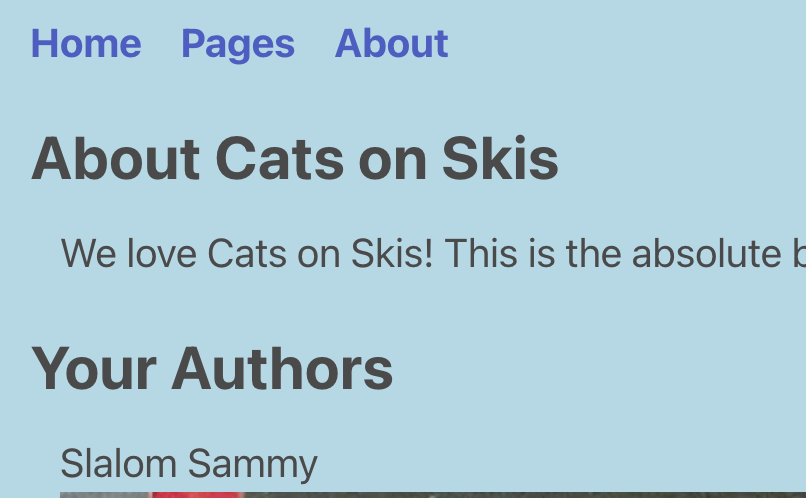 Home Pages About
About Cats on Skis
We love Cats on Skis! This is the absolute
Your Authors
Slalom Sammy